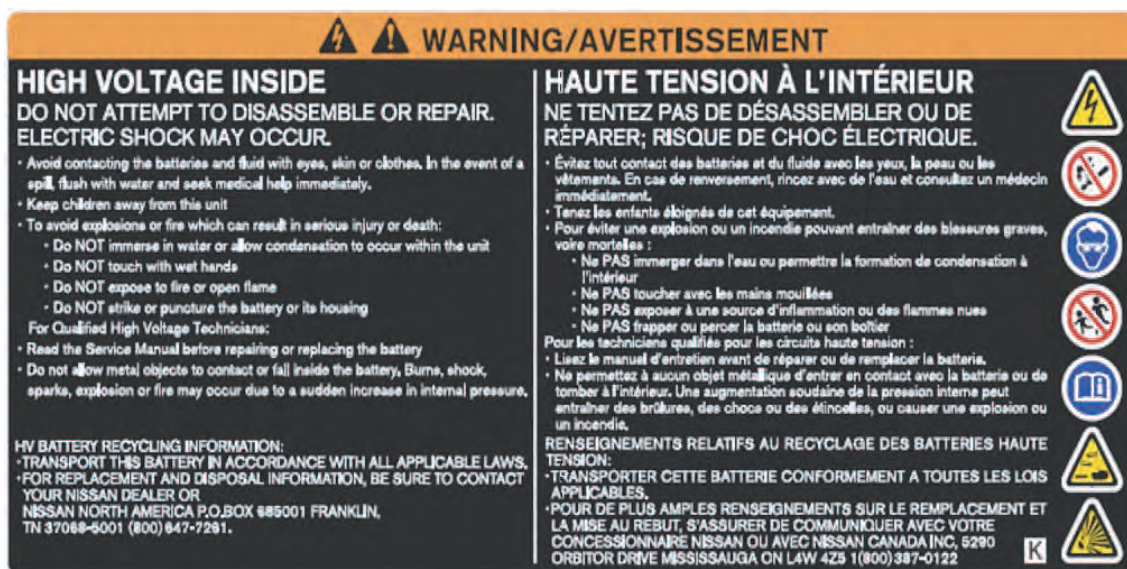 WARNING/AVERTISSEMENT
HIGH VOLTAGE INSIDE
DO NOT ATTEMPT TO DISASSEMBLE OR REPAIR.
ELECTRIC SHOCK MAY OCCUR.
· Avoid contacting the batteries and fluid with eyes, skin or clothes. In the event of a
spill, flush with water and seek medical help immediately.
· Keep children away from this unit
· To avoid explosions or fire which can result in serious injury or death:
· Do NOT immerse in water or allow condensation to occur within the unit
· Do NOT touch with wet hands
· Do NOT expose to fire or open flame
· Do NOT strike or puncture the battery or its housing
For Qualified High Voltage Technicians:
· Read the Service Manual before repairing or replacing the battery
· Do not allow metal objects to contact or fall inside the battery. Burns, shock,
sparks, explosion or fire may occur due to a sudden increase in internal pressure.
HV BATTERY RECYCLING INFORMATION:
·TRANSPORT THIS BATTERY IN ACCORDANCE WITH ALL APPLICABLE LAWS.
·FOR REPLACEMENT AND DISPOSAL INFORMATION, BE SURE TO CONTACT
YOUR NISSAN DEALER OR
NISSAN NORTH AMERICA P.O.BOX 685001 FRANKLIN,
TN 37068-5001 (800) 647-7261.
HAUTE TENSION À L'INTÉRIEUR
NE TENTEZ PAS DE DÉSASSEMBLER OU DE
RÉPARER; RISQUE DE CHOC ÉLECTRIQUE.
· Évitez tout contact des batteries et du fluide avec les yeux, la peau ou les
vêtements. En cas de renversement, rincez avec de l'eau et consultez un médecin
immédiatement.
· Tenez les enfants éloignés de cet équipement.
· Pour éviter une explosion ou un incendie pouvant entraîner des blessures graves,
voire mortelles :
· Ne PAS immerger dans l'eau ou permettre la formation de condensation à
l'intérieur
· Ne PAS toucher avec les mains mouillées
· Ne PAS exposer à une source d'inflammation ou des flammes nues
· Ne PAS frapper ou percer la batterie ou son boîtier
Pour les techniciens qualifiés pour les circuits haute tension :
· Lisez le manuel d'entretien avant de réparer ou de remplacer la batterie.
· Ne permettez à aucun objet métallique d'entrer en contact avec la batterie ou de
tomber à l'intérieur. Une augmentation soudaine de la pression interne peut
entraîner des brûlures, des chocs ou des étincelles, ou causer une explosion ou
un incendie.
RENSEIGNEMENTS RELATIFS AU RECYCLAGE DES BATTERIES HAUTE
TENSION:
·TRANSPORTER CETTE BATTERIE CONFORMEMENT A TOUTES LES LOIS
APPLICABLES.
·POUR DE PLUS AMPLES RENSEIGNEMENTS SUR LE REMPLACEMENT ET
LA MISE AU REBUT, S'ASSURER DE COMMUNIQUER AVEC VOTRE
CONCESSIONNAIRE NISSAN OU AVEC NISSAN CANADA INC, 5290
ORBITOR DRIVE MISSISSAUGA ON L4W 4Z5 1(800) 387-0122
K